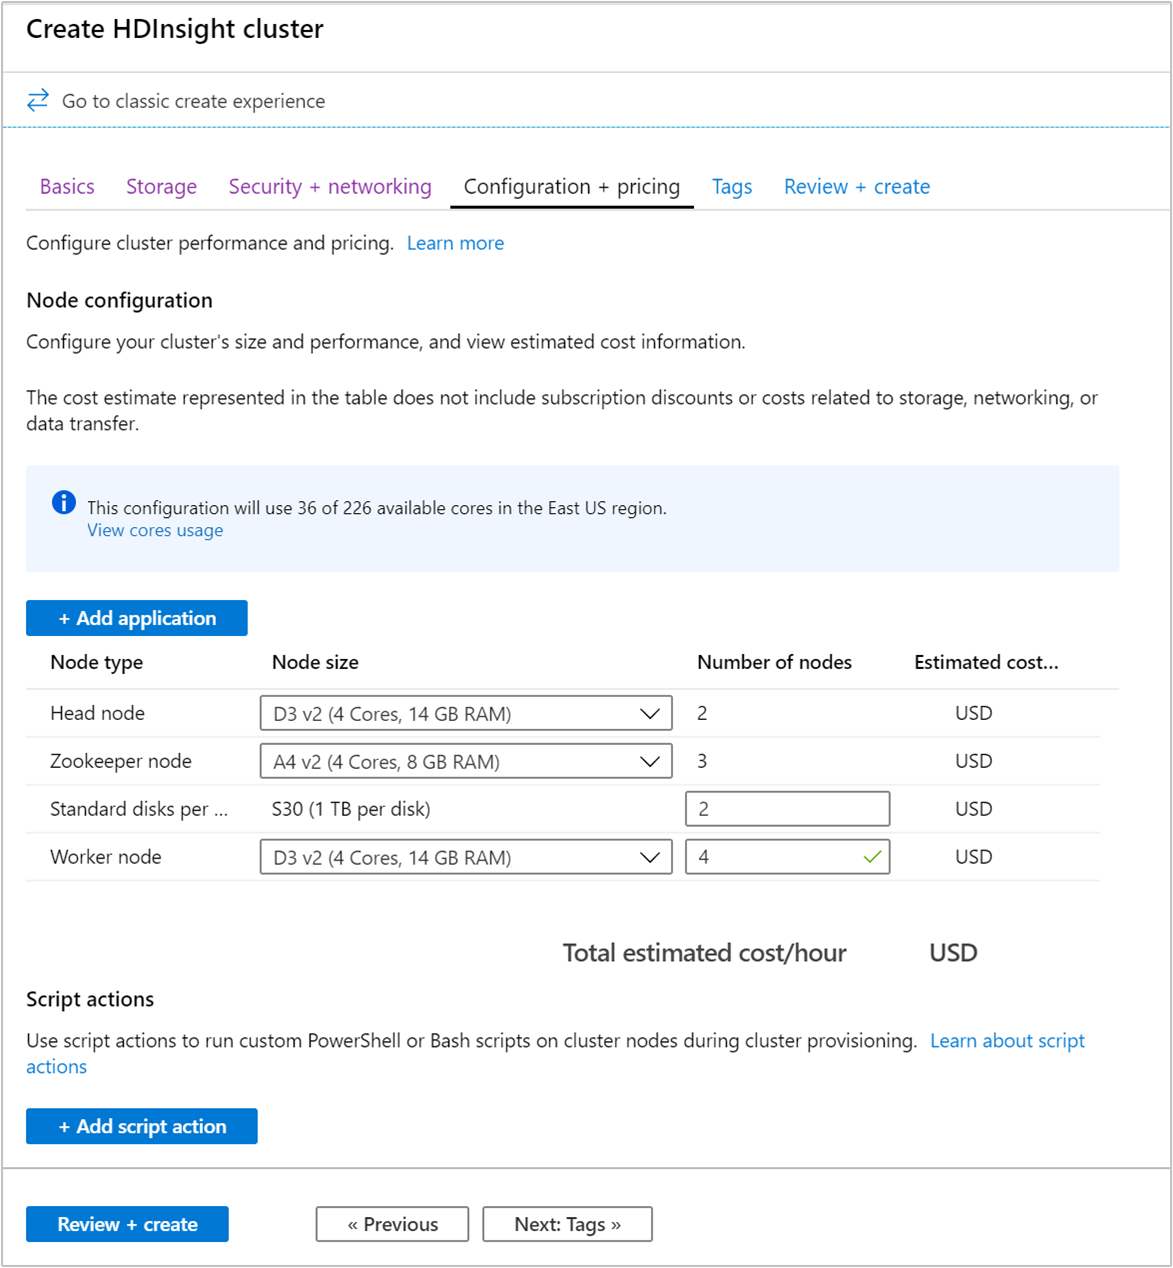 Create HDInsight cluster
Go to classic create experience
Basics Storage Security + networking Configuration + pricing Tags Review + create
Configure cluster performance and pricing. Learn more
Node configuration
Configure your cluster's size and performance, and view estimated cost information.
The cost estimate represented in the table does not include subscription discounts or costs related to storage, networking, or
data transfer.
This configuration will use 36 of 226 available cores in the East US region.
View cores usage
+ Add application
Node type Node size Number of nodes Estimated cost...
Head node D3 v2 (4 Cores, 14 GB RAM) 2 USD
Zookeeper node A4 v2 (4 Cores, 8 GB RAM) 3 USD
Standard disks per ... S30 (1 TB per disk) 2 USD
Worker node D3 v2 (4 Cores, 14 GB RAM) 4 USD
Total estimated cost/hour USD
Script actions
Use script actions to run custom PowerShell or Bash scripts on cluster nodes during cluster provisioning. Learn about script
actions
+ Add script action
Review + create « Previous Next: Tags »